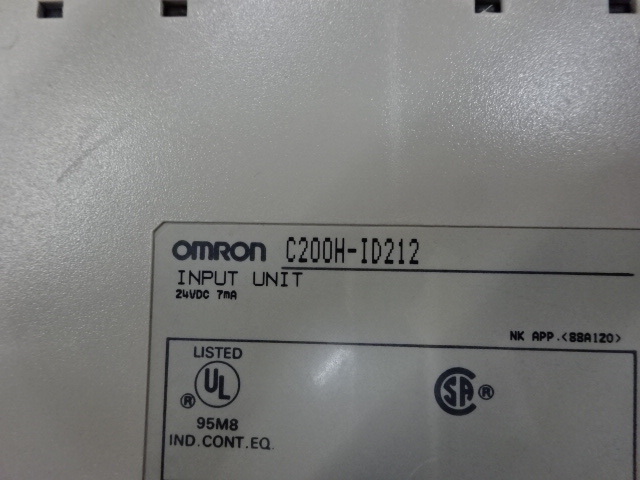 OMRON C200H-ID212
INPUT UNIT
24VDC 7mA
NK APP.<88A120>
LISTED
UL ®
95M8
IND.CONT.EQ.
SA ®